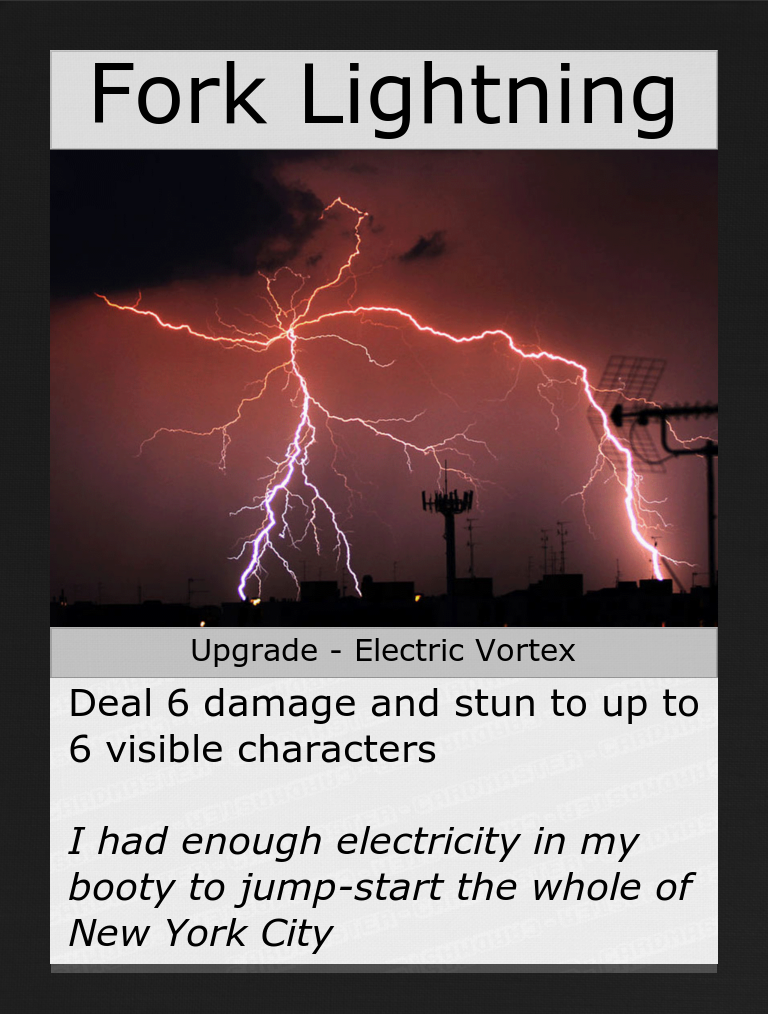 Fork Lightning
Upgrade - Electric Vortex
Deal 6 damage and stun to up to
6 visible characters
I had enough electricity in my
booty to jump-start the whole of
New York City